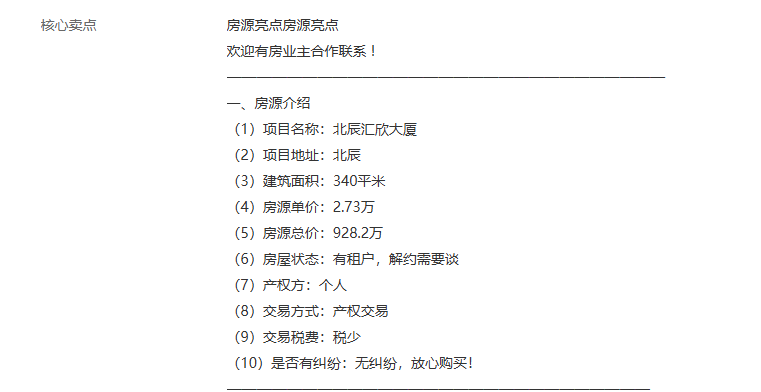 核心卖点
房源亮点房源亮点
欢迎有房业主合作联系！
一、房源介绍
（1）项目名称：北辰汇欣大厦
（2）项目地址：北辰
（3）建筑面积：340平米
（4）房源单价：2.73万
（5）房源总价：928.2万
（6）房屋状态：有租户，解约需要谈
（7）产权方：个人
（8）交易方式：产权交易
（9）交易税费：税少
（10）是否有纠纷：无纠纷，放心购买！